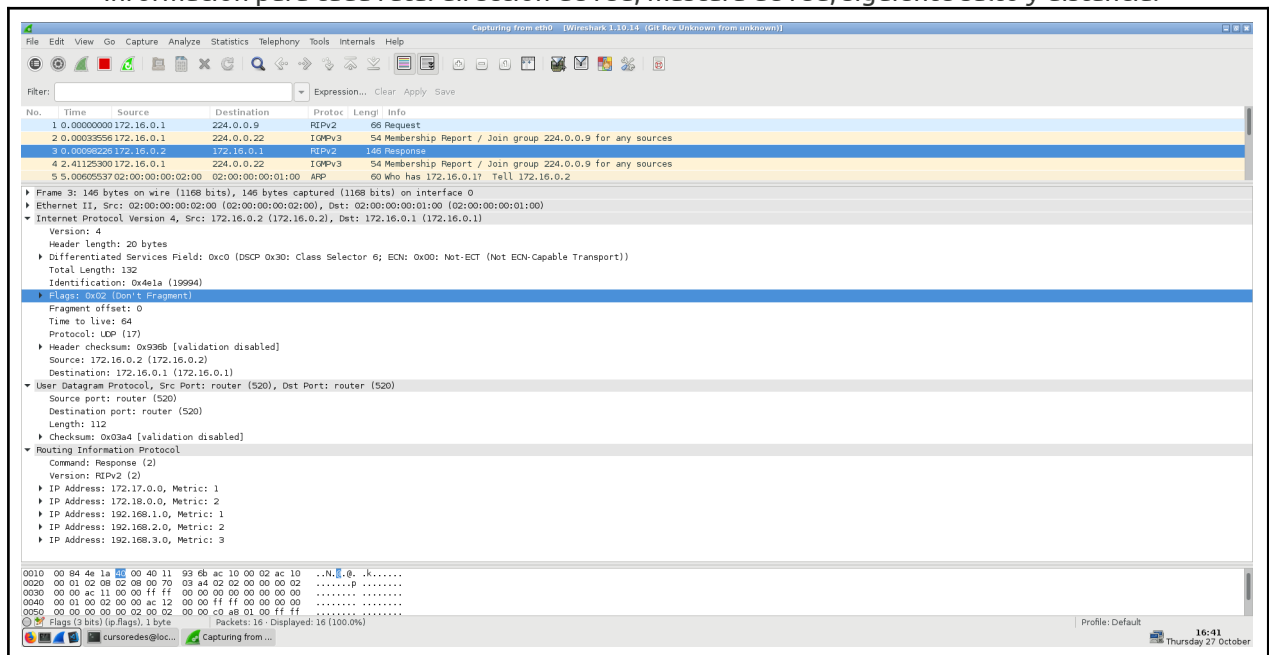 información para cada ruta: dirección de red, máscara de red, siguiente salto y distancia.
Capturing from eth0 [Wireshark 1.10.14 (Git Rev Unknown from unknown)]
File Edit View Go Capture Analyze Statistics Telephony Tools Internals Help
Filter: Expression... Clear Apply Save
No. Time Source Destination Protoc Lengl Info
1 0.00000000 172.16.0.1 224.0.0.9 RIPv2 66 Request
2 0.00033556 172.16.0.1 224.0.0.22 IGMPv3 54 Membership Report / Join group 224.0.0.9 for any sources
3 0.00098226 172.16.0.2 172.16.0.1 RIPv2 146 Response
4 2.41125300 172.16.0.1 224.0.0.22 IGMPv3 54 Membership Report / Join group 224.0.0.9 for any sources
5 5.00605537 02:00:00:00:02:00 02:00:00:00:01:00 ARP 60 Who has 172.16.0.1? Tell 172.16.0.2
Frame 3: 146 bytes on wire (1168 bits), 146 bytes captured (1168 bits) on interface 0
Ethernet II, Src: 02:00:00:00:02:00 (02:00:00:00:02:00), Dst: 02:00:00:00:01:00 (02:00:00:00:01:00)
Internet Protocol Version 4, Src: 172.16.0.2 (172.16.0.2), Dst: 172.16.0.1 (172.16.0.1)
Version: 4
Header length: 20 bytes
Differentiated Services Field: 0xc0 (DSCP 0x30: Class Selector 6; ECN: 0x00: Not-ECT (Not ECN-Capable Transport))
Total Length: 132
Identification: 0x4e1a (19994)
Flags: 0x02 (Don't Fragment)
Fragment offset: 0
Time to live: 64
Protocol: UDP (17)
Header checksum: 0x936b [validation disabled]
Source: 172.16.0.2 (172.16.0.2)
Destination: 172.16.0.1 (172.16.0.1)
User Datagram Protocol, Src Port: router (520), Dst Port: router (520)
Source port: router (520)
Destination port: router (520)
Length: 112
Checksum: 0x03a4 [validation disabled]
Routing Information Protocol
Command: Response (2)
Version: RIPv2 (2)
IP Address: 172.17.0.0, Metric: 1
IP Address: 172.18.0.0, Metric: 2
IP Address: 192.168.1.0, Metric: 1
IP Address: 192.168.2.0, Metric: 2
IP Address: 192.168.3.0, Metric: 3
0010 00 84 4e 1a 40 00 40 11 93 6b ac 10 00 02 ac 10 ..N.@.@. .k......
0020 00 01 02 08 02 08 00 70 03 a4 02 02 00 00 00 02 .......p ........
0030 00 00 ac 11 00 00 ff ff 00 00 00 00 00 00 00 00 ........ ........
0040 00 01 00 02 00 00 ac 12 00 00 ff ff 00 00 00 00 ........ ........
0050 00 00 00 00 00 02 00 02 00 00 c0 a8 01 00 ff ff ........ ........
Flags (3 bits) (ip.flags), 1 byte Packets: 16 · Displayed: 16 (100.0%) Profile: Default
cursoredes@loc... Capturing from ... 16:41
Thursday 27 October